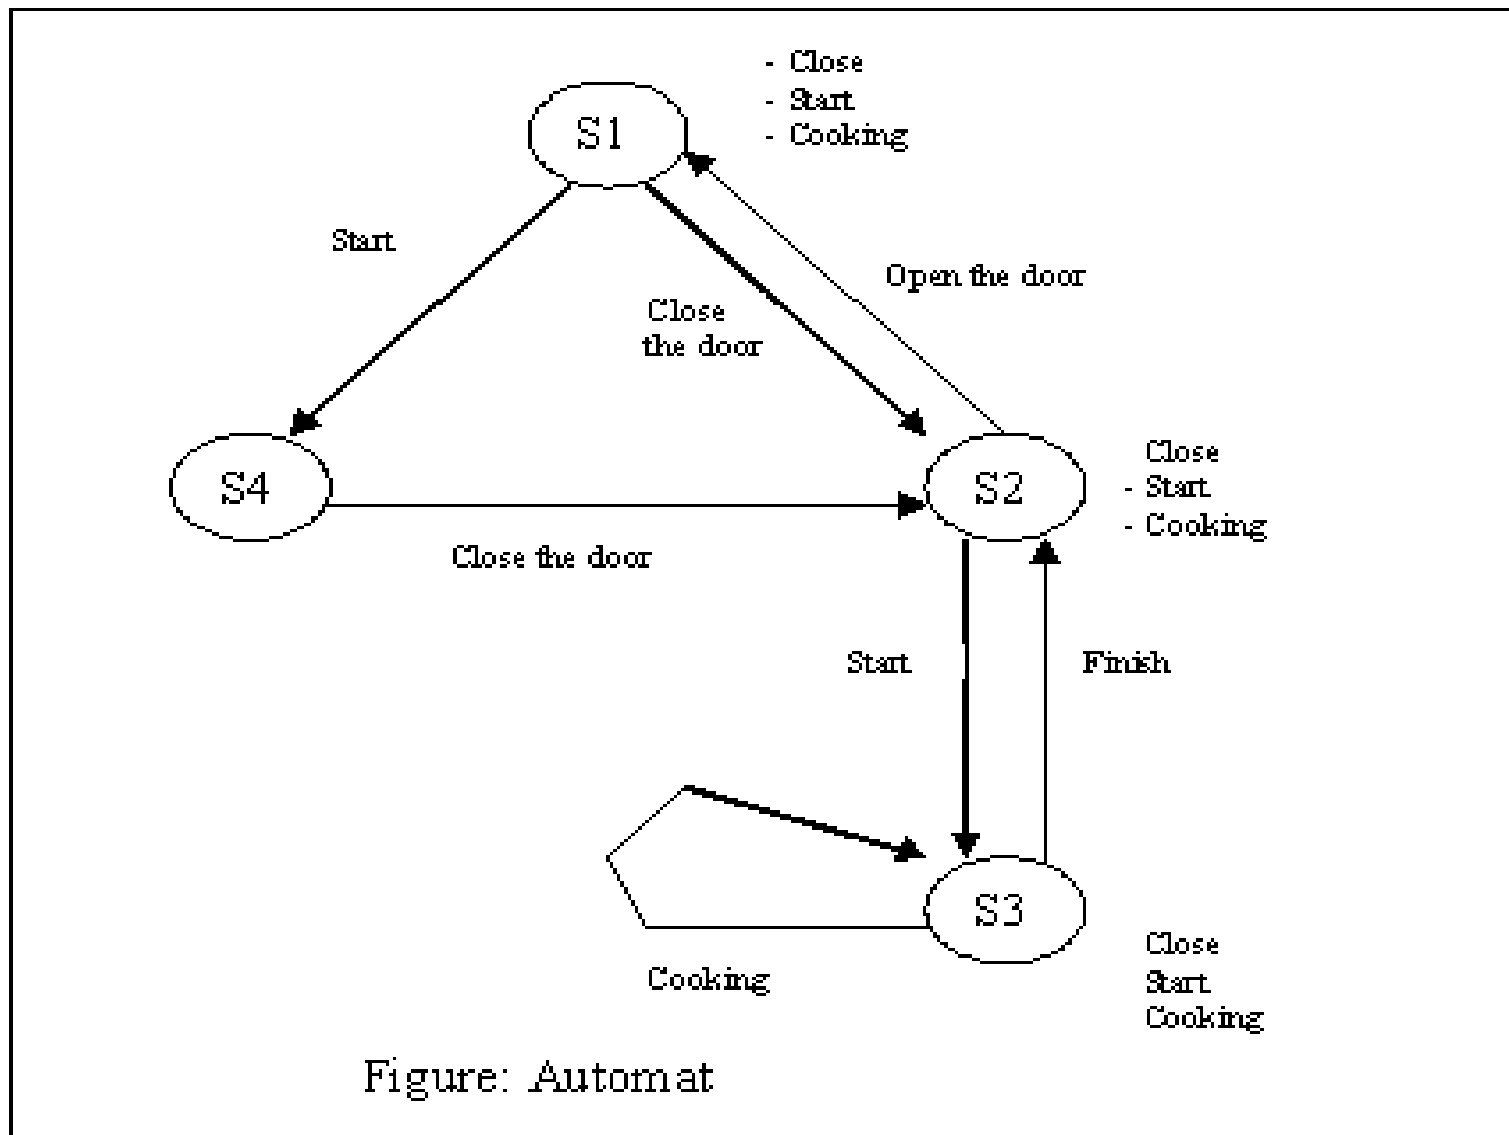 - Close
- Start
- Cooking
S1
Start
Open the door
Close
the door
S4
S2
Close
- Start
- Cooking
Close the door
Start
Finish
S3
Close
Start
Cooking
Cooking
Figure: Automat